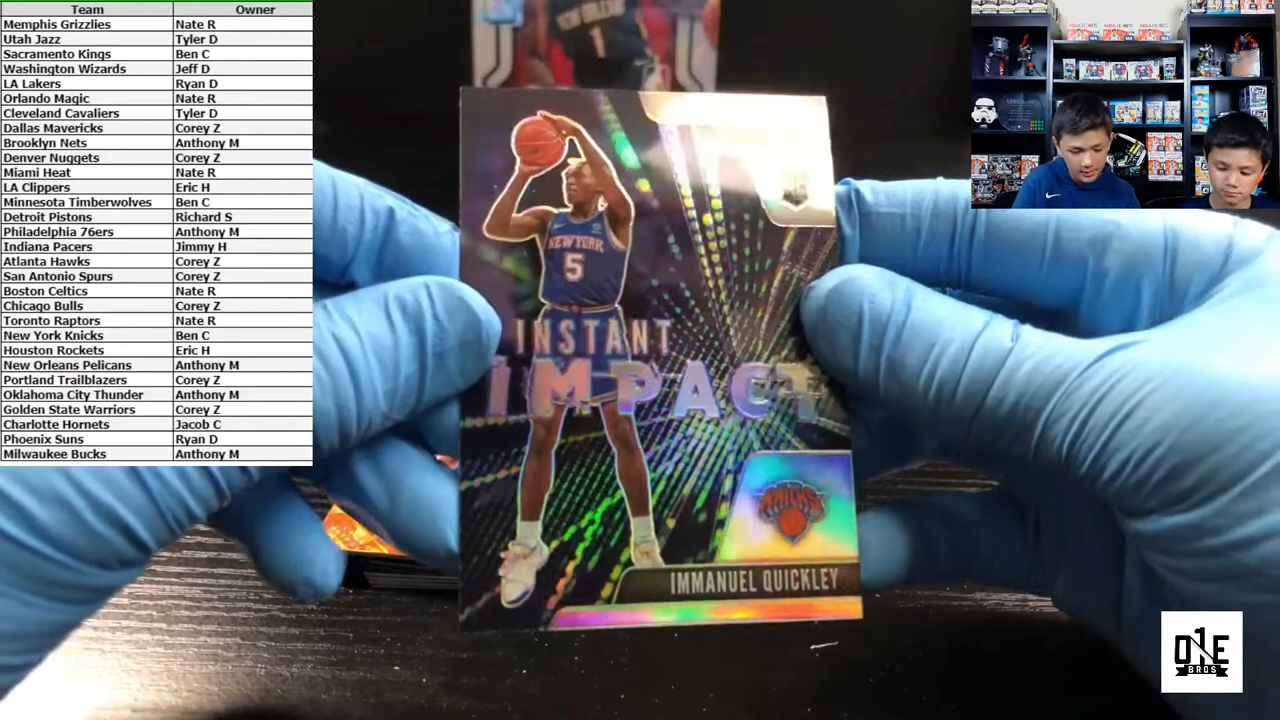 Team Owner
Memphis Grizzlies Nate R
Utah Jazz Tyler D
Sacramento Kings Ben C
Washington Wizards Jeff D
LA Lakers Ryan D
Orlando Magic Nate R
Cleveland Cavaliers Tyler D
Dallas Mavericks Corey Z
Brooklyn Nets Anthony M
Denver Nuggets Corey Z
Miami Heat Nate R
LA Clippers Eric H
Minnesota Timberwolves Ben C
Detroit Pistons Richard S
Philadelphia 76ers Anthony M
Indiana Pacers Jimmy H
Atlanta Hawks Corey Z
San Antonio Spurs Corey Z
Boston Celtics Nate R
Chicago Bulls Corey Z
Toronto Raptors Nate R
New York Knicks Ben C
Houston Rockets Eric H
New Orleans Pelicans Anthony M
Portland Trailblazers Corey Z
Oklahoma City Thunder Anthony M
Golden State Warriors Corey Z
Charlotte Hornets Jacob C
Phoenix Suns Ryan D
Milwaukee Bucks Anthony M
NEW ORLEANS
1
NEW YORK
5
INSTANT
IMPACT
KNICKS
IMMANUEL QUICKLEY
ONE
BROS